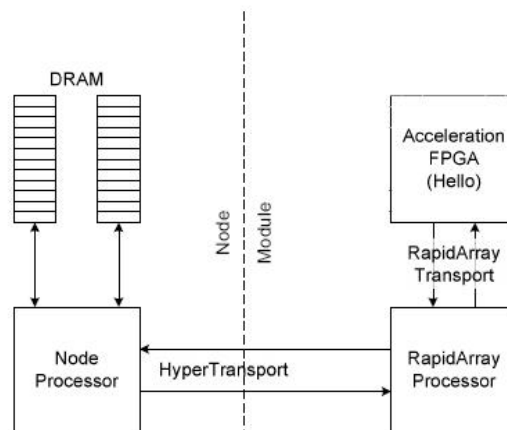 DRAM
Acceleration
FPGA
(Hello)
Node
Module
RapidArray
Transport
Node
Processor
HyperTransport
RapidArray
Processor